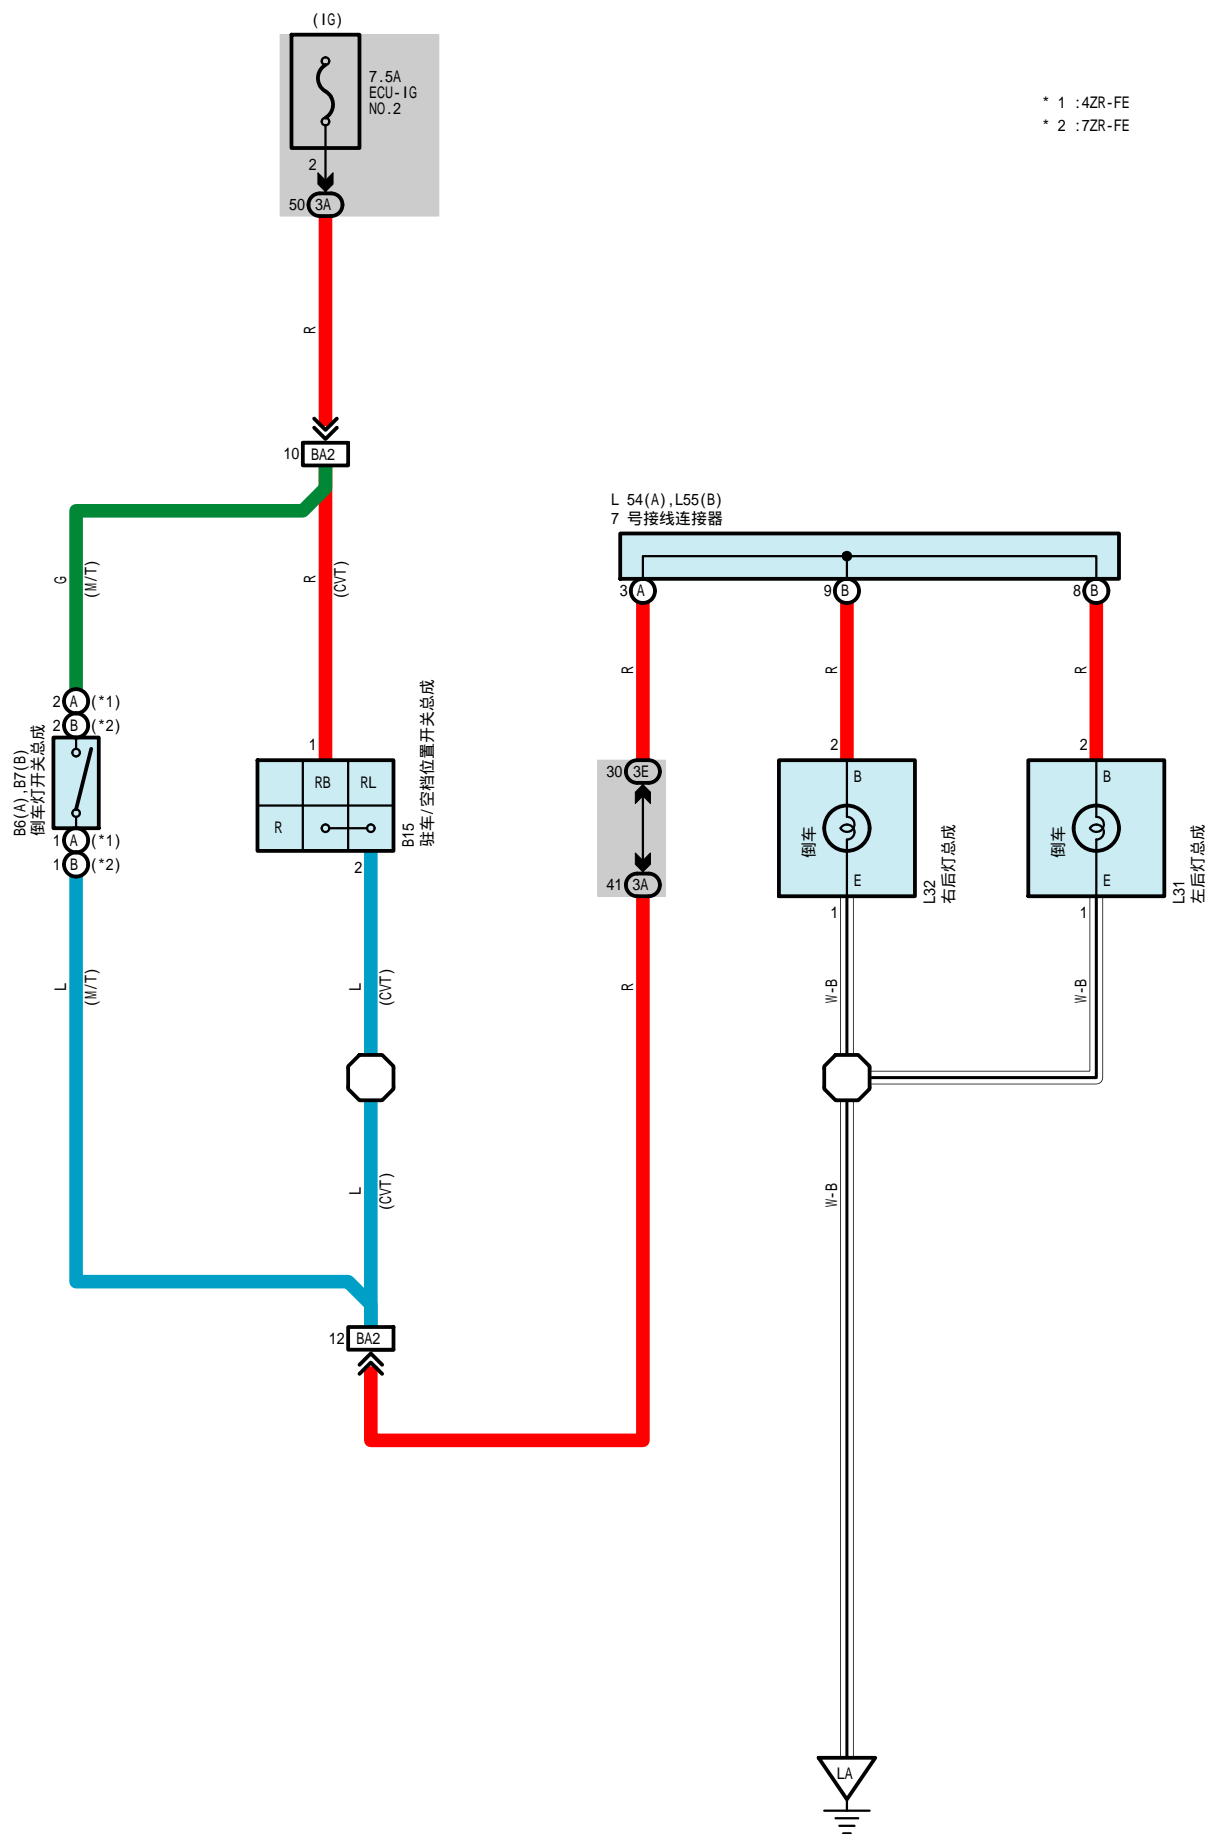 (IG)
7.5A
ECU-IG
NO.2
* 1 :4ZR-FE
* 2 :7ZR-FE
2
50 3A
R
10 BA2
L 54(A),L55(B)
7 号接线连接器
G
(M/T)
R
(CVT)
3 A
9 B
8 B
R
R
R
2 A (*1)
2 B (*2)
B6(A),B7(B)
倒车灯开关总成
1 A (*1)
1 B (*2)
1
RB RL
R
2
B15
驻车/空档位置开关总成
30 3E
41 3A
2
B
倒车
E
1
L32
右后灯总成
2
B
倒车
E
1
L31
左后灯总成
L
(M/T)
L
(CVT)
R
W-B
W-B
L
(CVT)
W-B
12 BA2
LA